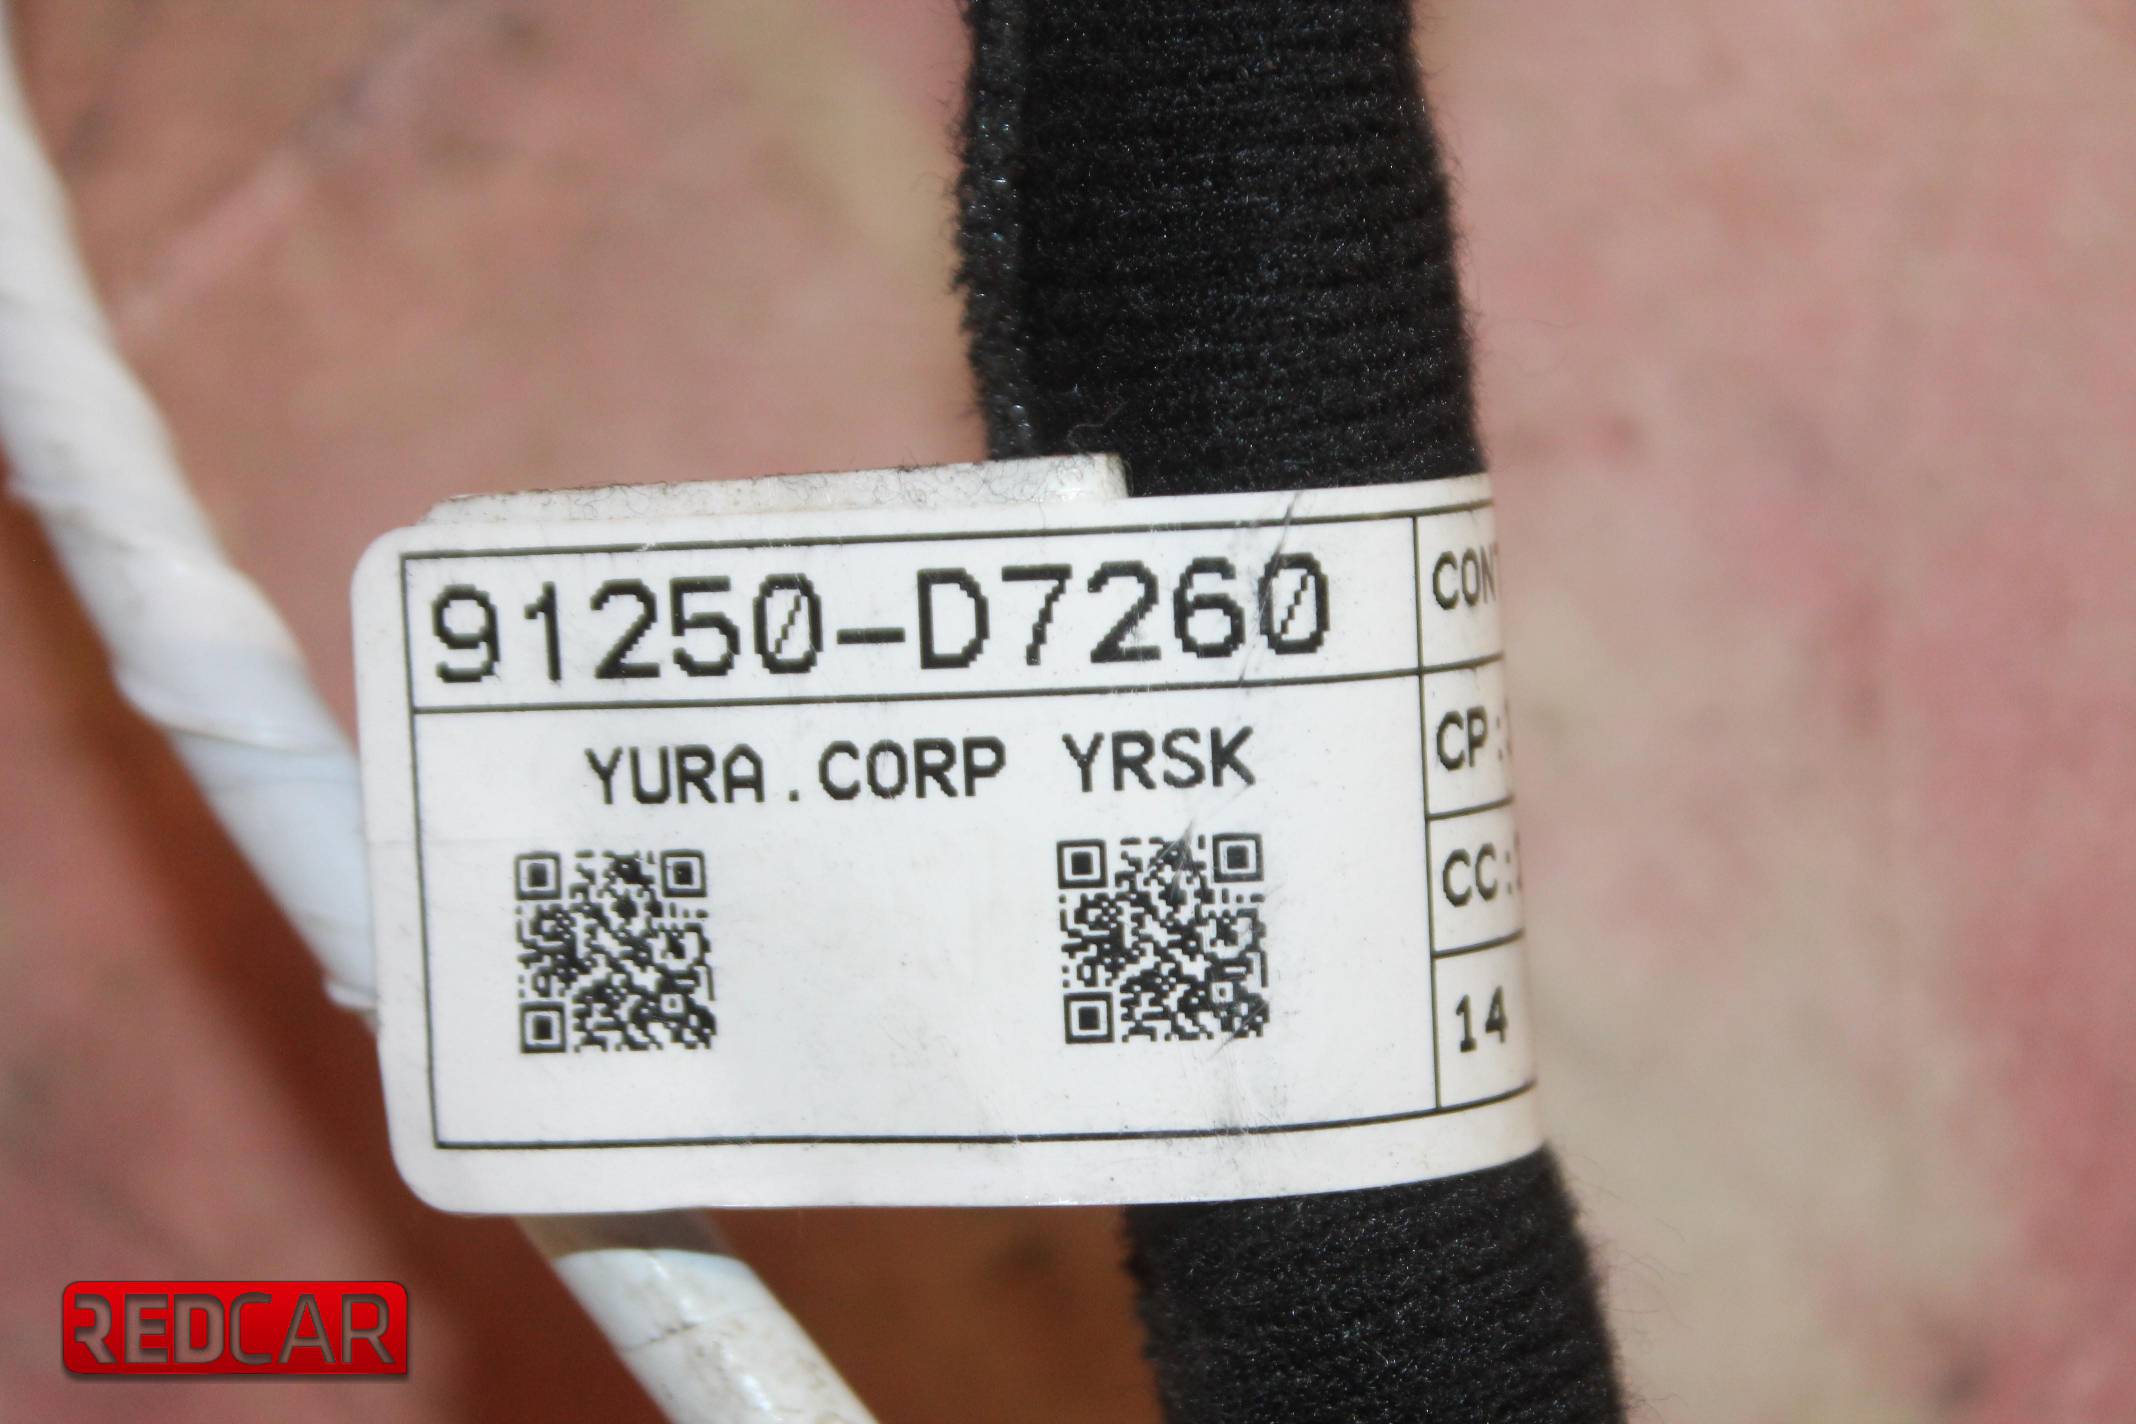 91250-D7260
CON
YURA.CORP YRSK
CP:
CC:
14
REDCAR